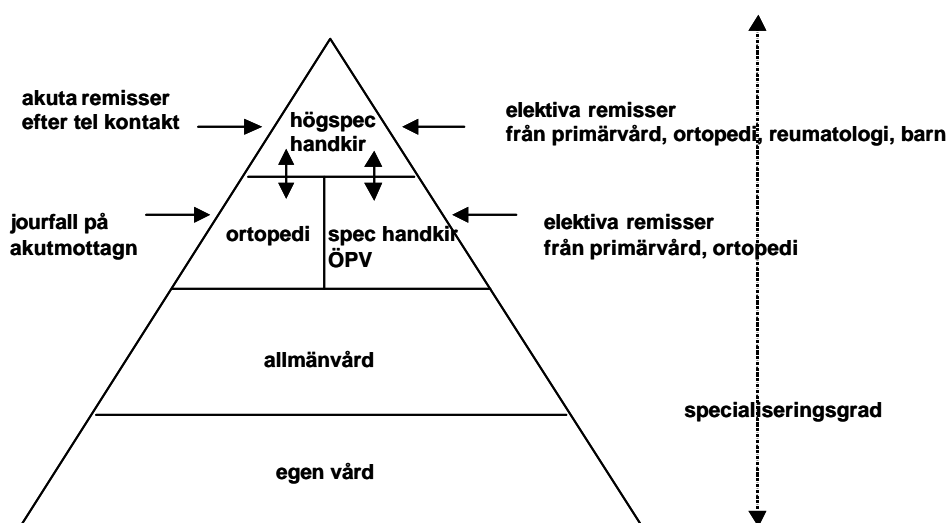 akuta remisser
efter tel kontakt
högspec
handkir
elektiva remisser
från primärvård, ortopedi, reumatologi, barn
jourfall på
akutmottagn
ortopedi
spec handkir
ÖPV
elektiva remisser
från primärvård, ortopedi
allmänvård
specialiseringsgrad
egen vård